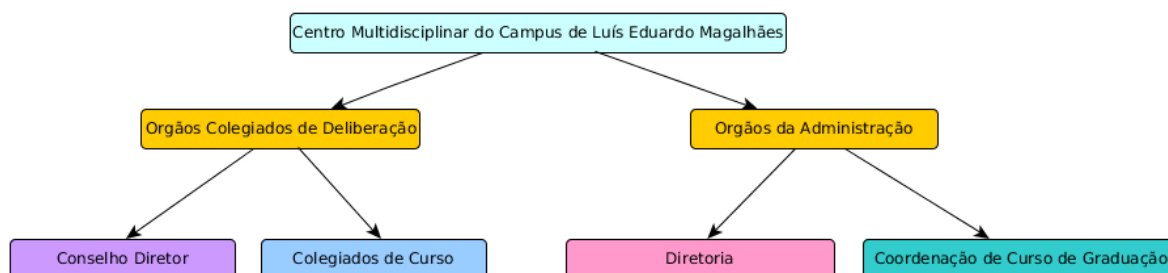 Centro Multidisciplinar do Campus de Luís Eduardo Magalhães
Orgãos Colegiados de Deliberação
Orgãos da Administração
Conselho Diretor
Colegiados de Curso
Diretoria
Coordenação de Curso de Graduação